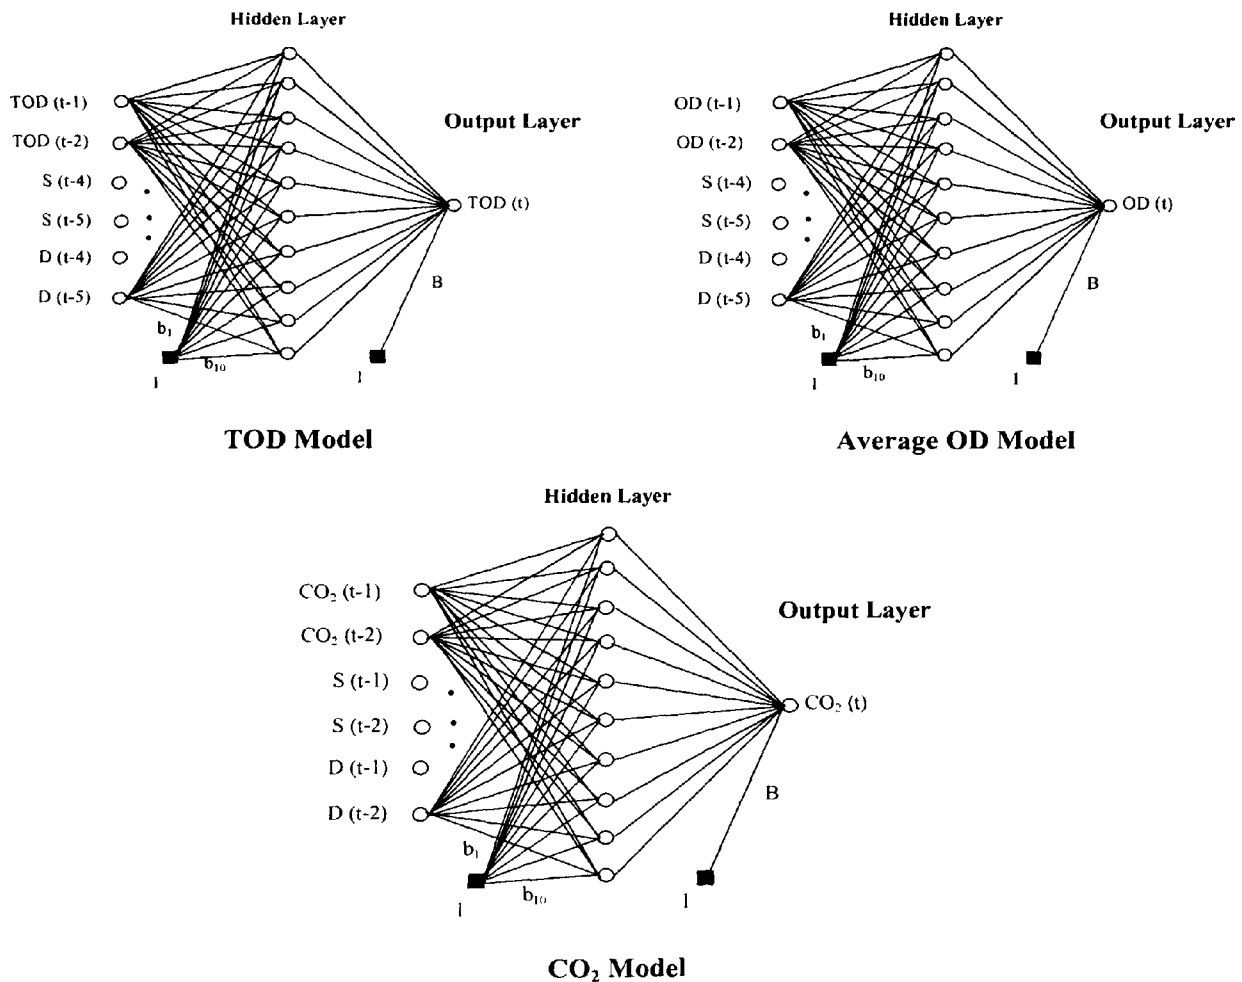 Hidden Layer
TOD (t-1)
TOD (t-2)
S (t-4)
S (t-5)
D (t-4)
D (t-5)
Output Layer
TOD (t)
B
b₁
b₁₀
1
1
TOD Model
Hidden Layer
OD (t-1)
OD (t-2)
S (t-4)
S (t-5)
D (t-4)
D (t-5)
Output Layer
OD (t)
B
b₁
b₁₀
1
1
Average OD Model
Hidden Layer
CO₂ (t-1)
CO₂ (t-2)
S (t-1)
S (t-2)
D (t-1)
D (t-2)
Output Layer
CO₂ (t)
B
b₁
b₁₀
1
1
CO₂ Model